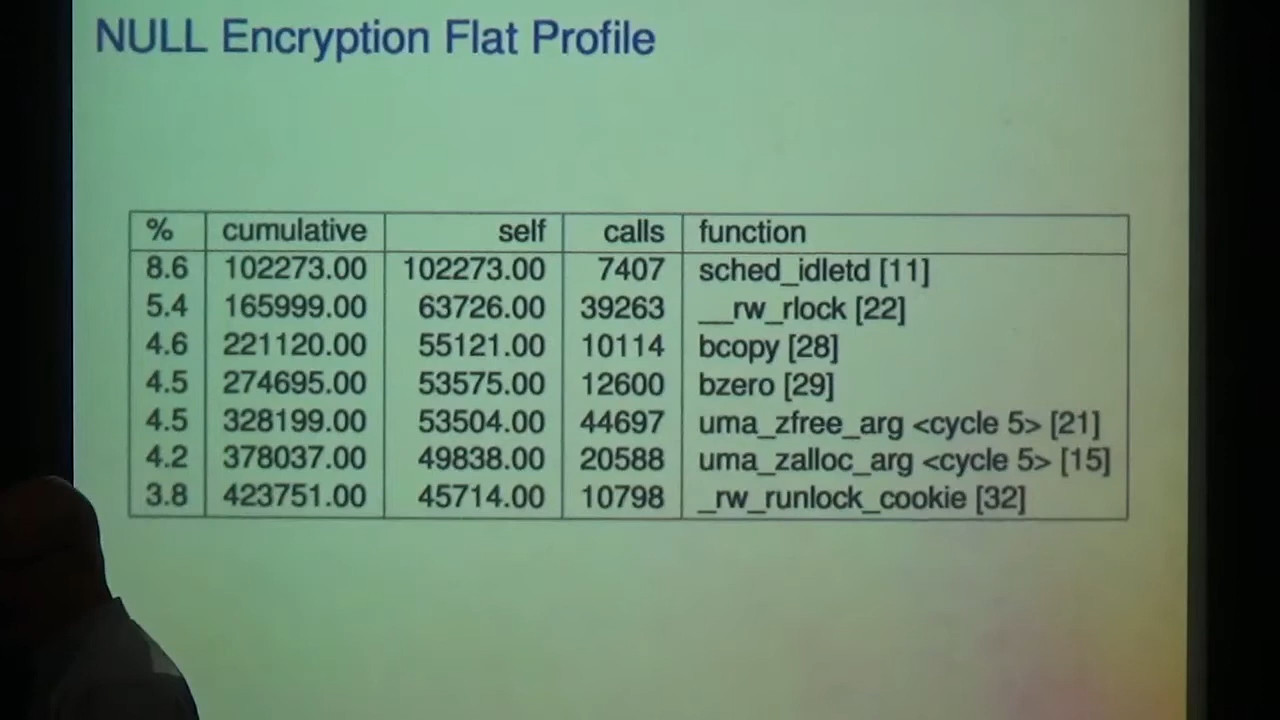 NULL Encryption Flat Profile
% cumulative self calls function
8.6 102273.00 102273.00 7407 sched_idletd [11]
5.4 165999.00 63726.00 39263 __rw_rlock [22]
4.6 221120.00 55121.00 10114 bcopy [28]
4.5 274695.00 53575.00 12600 bzero [29]
4.5 328199.00 53504.00 44697 uma_zfree_arg <cycle 5> [21]
4.2 378037.00 49838.00 20588 uma_zalloc_arg <cycle 5> [15]
3.8 423751.00 45714.00 10798 _rw_runlock_cookie [32]